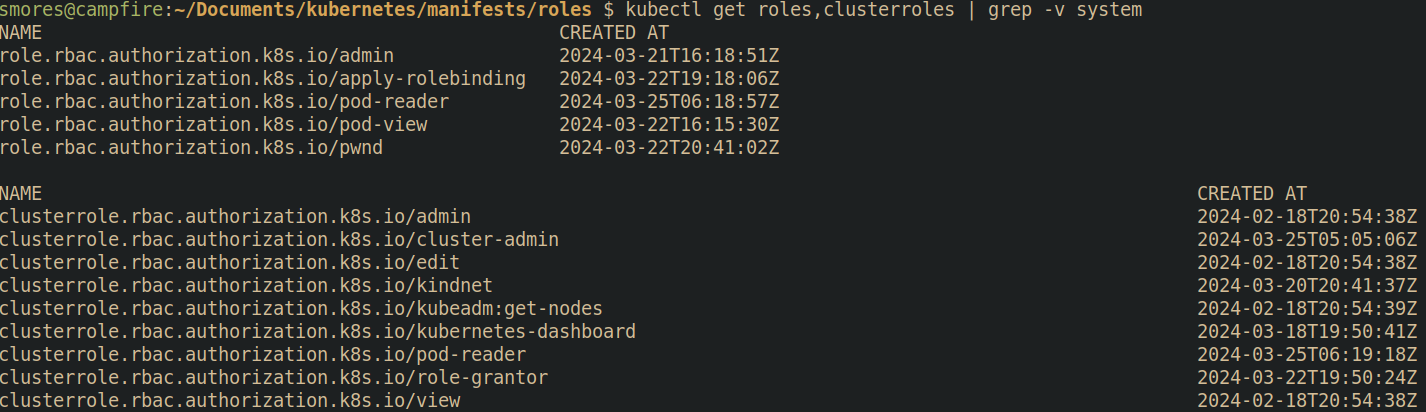 smores@campfire:~/Documents/kubernetes/manifests/roles $ kubectl get roles,clusterroles | grep -v system
NAME CREATED AT
role.rbac.authorization.k8s.io/admin 2024-03-21T16:18:51Z
role.rbac.authorization.k8s.io/apply-rolebinding 2024-03-22T19:18:06Z
role.rbac.authorization.k8s.io/pod-reader 2024-03-25T06:18:57Z
role.rbac.authorization.k8s.io/pod-view 2024-03-22T16:15:30Z
role.rbac.authorization.k8s.io/pwnd 2024-03-22T20:41:02Z
NAME CREATED AT
clusterrole.rbac.authorization.k8s.io/admin 2024-02-18T20:54:38Z
clusterrole.rbac.authorization.k8s.io/cluster-admin 2024-03-25T05:05:06Z
clusterrole.rbac.authorization.k8s.io/edit 2024-02-18T20:54:38Z
clusterrole.rbac.authorization.k8s.io/kindnet 2024-03-20T20:41:37Z
clusterrole.rbac.authorization.k8s.io/kubeadm:get-nodes 2024-02-18T20:54:39Z
clusterrole.rbac.authorization.k8s.io/kubernetes-dashboard 2024-03-18T19:50:41Z
clusterrole.rbac.authorization.k8s.io/pod-reader 2024-03-25T06:19:18Z
clusterrole.rbac.authorization.k8s.io/role-grantor 2024-03-22T19:50:24Z
clusterrole.rbac.authorization.k8s.io/view 2024-02-18T20:54:38Z